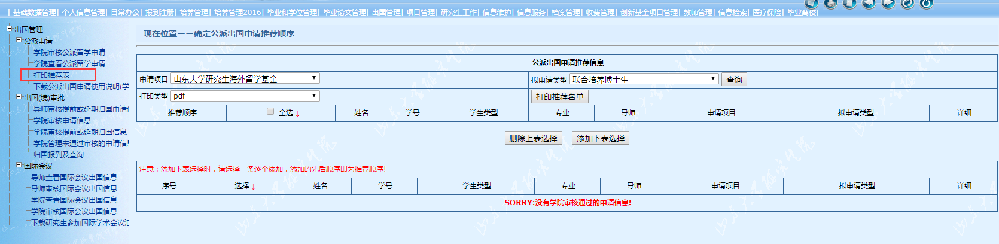 | 基础数据管理| 个人信息管理| 日常办公| 报到注册| 培养管理| 培养管理2016| 毕业和学位管理| 毕业论文管理| 出国管理| 项目管理| 研究生工作| 信息维护| 信息服务| 档案管理| 收费管理| 创新基金项目管理| 教师管理| 信息检索| 医疗保险| 毕业离校|
出国管理
公派申请
学院审核公派留学申请
学院查看公派留学申请
打印推荐表
下载公派出国申请使用说明(学
出国(境)审批
导师审核提前或延期归国申请
学院审核申请信息
学院审核提前或延期归国信息
学院管理未通过审核的申请信
归国报到及查询
国际会议
导师查看国际会议出国信息
导师审核国际会议出国信息
学院查看国际会议出国信息
学院审核国际会议出国信息
下载研究生参加国际学术会议汇
现在位置——确定公派出国申请推荐顺序
公派出国申请推荐信息
申请项目 山东大学研究生海外留学基金 拟申请类型 联合培养博士生 查询
打印类型 pdf 打印推荐名单
推荐顺序 全选↓ 姓名 学号 学生类型 专业 导师 申请项目 拟申请类型 详细
删除上表选择 添加下表选择
注意：添加下表选择时，请选择一条逐个添加，添加的先后顺序即为推荐顺序!
序号 选择↓ 姓名 学号 学生类型 专业 导师 申请项目 拟申请类型 详细
SORRY:没有学院审核通过的申请信息!